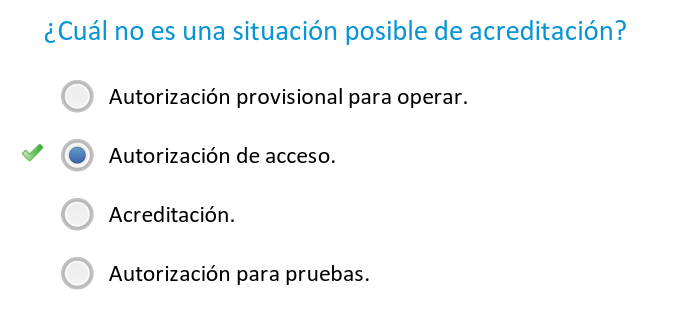 ¿Cuál no es una situación posible de acreditación?
Autorización provisional para operar.
Autorización de acceso.
Acreditación.
Autorización para pruebas.